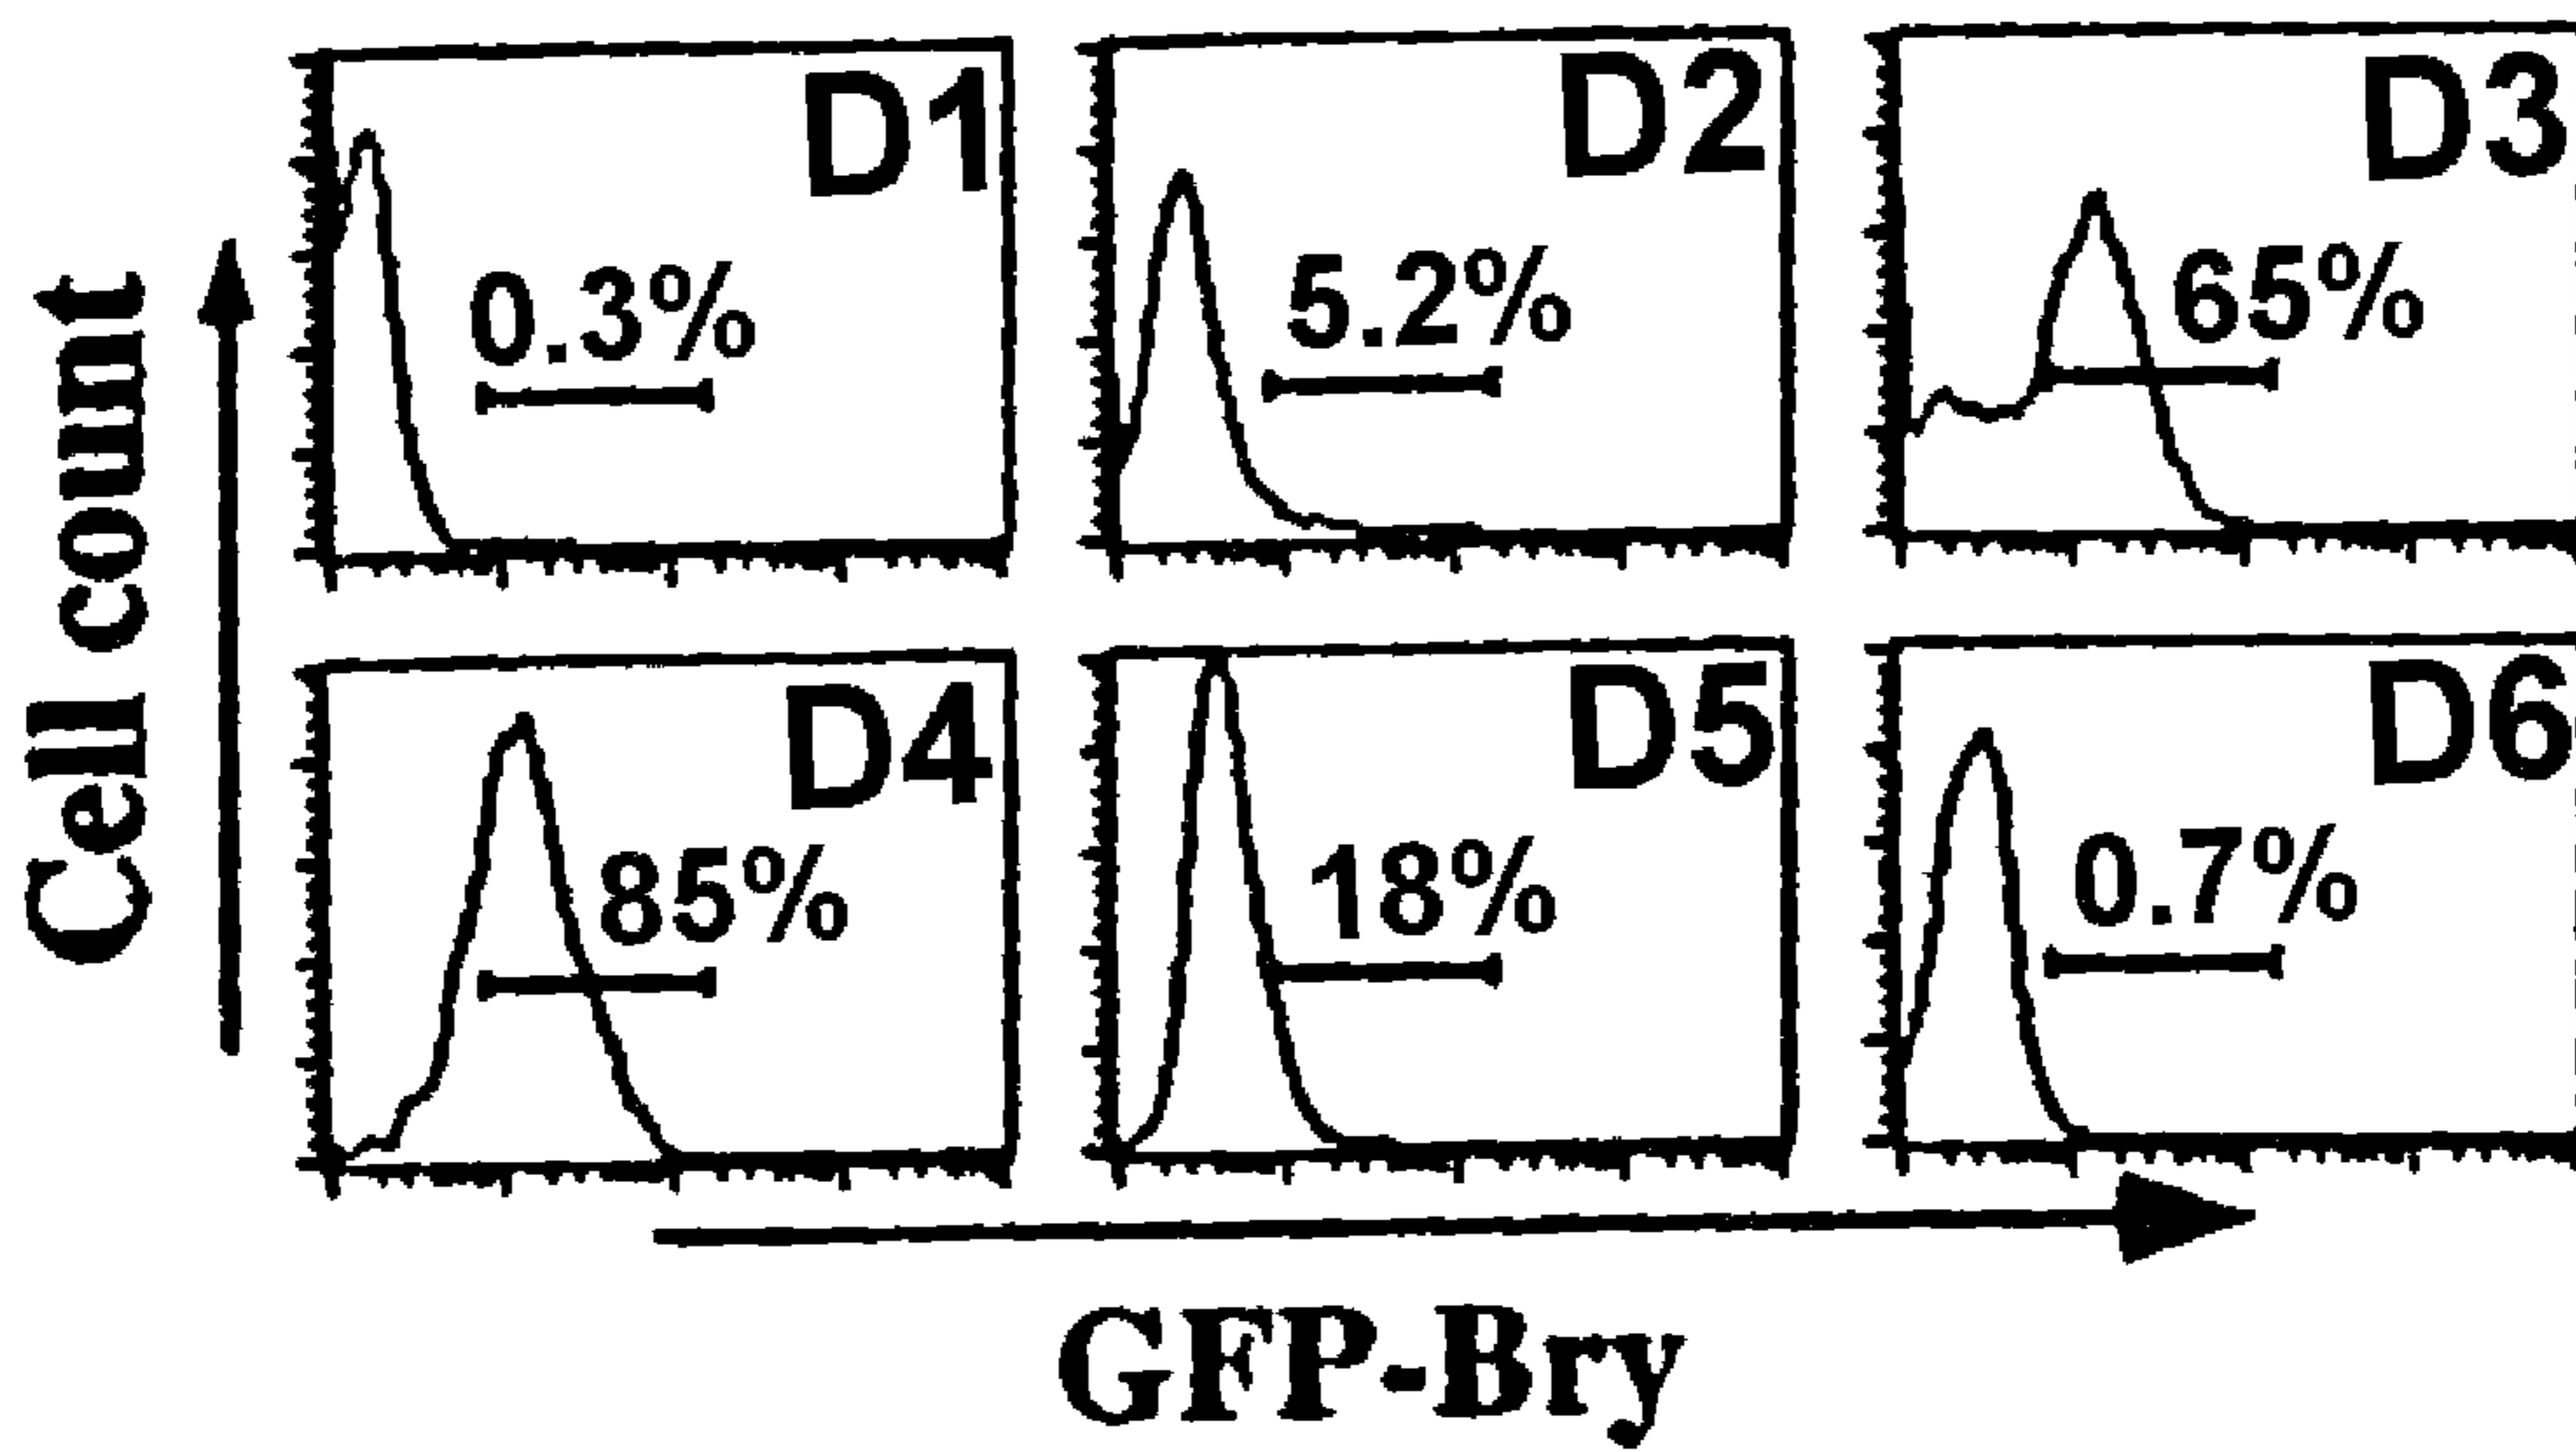 D1
0.3%
D2
5.2%
D3
65%
D4
85%
D5
18%
D6
0.7%
Cell count
GFP-Bry